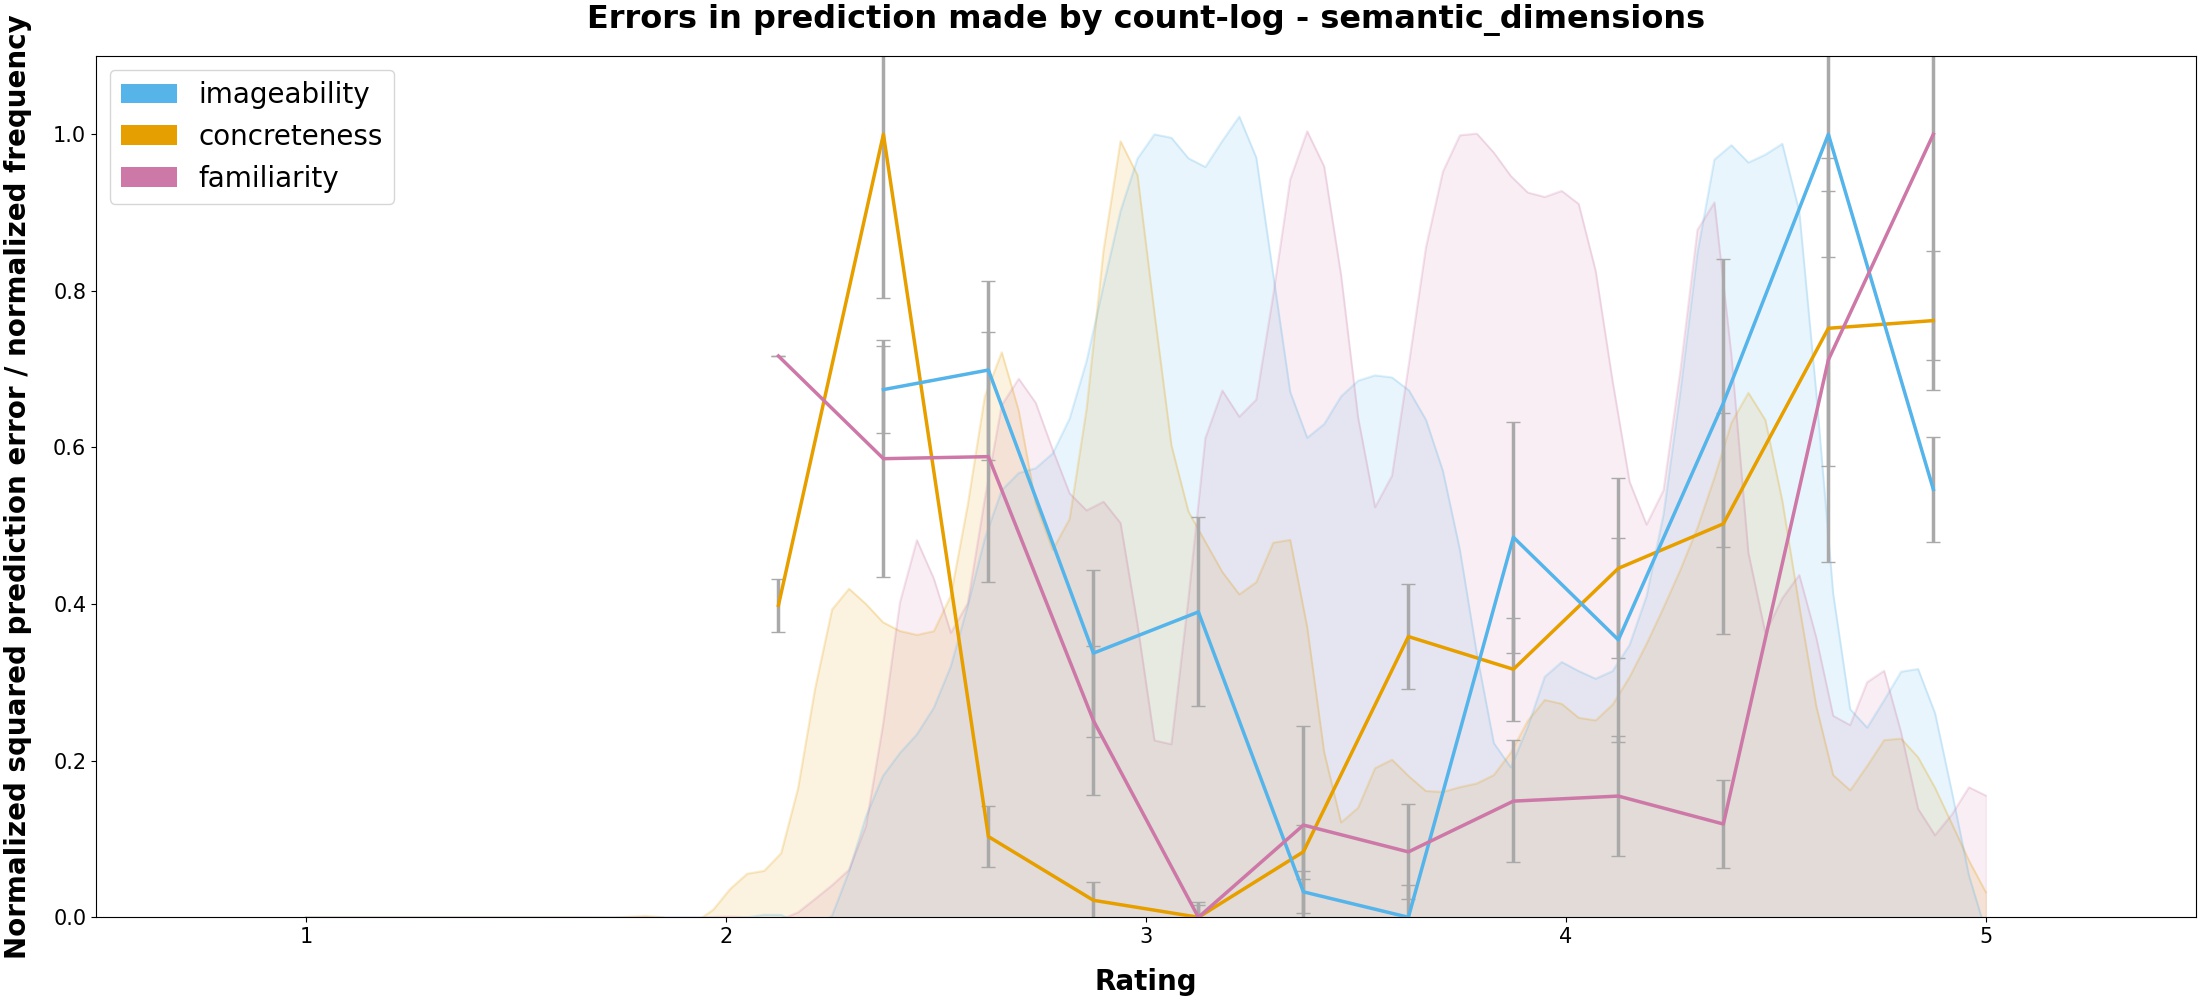 Errors in prediction made by count-log - semantic_dimensions
Normalized squared prediction error / normalized frequency
imageability
concreteness
familiarity
1.0
0.8
0.6
0.4
0.2
0.0
1 2 3 4 5
Rating